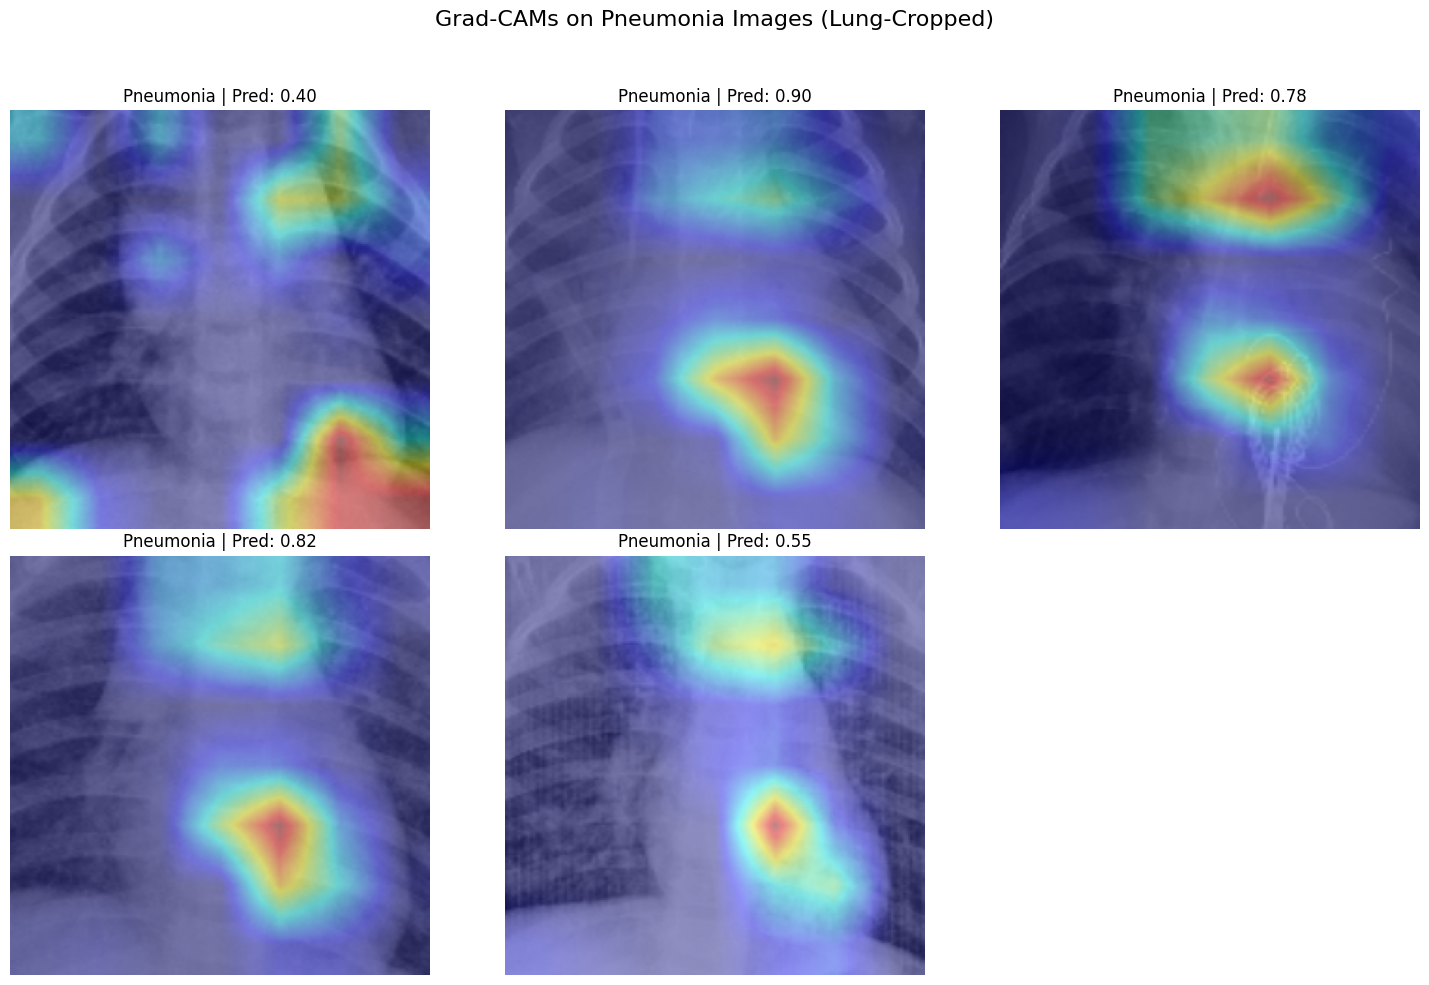 Grad-CAMs on Pneumonia Images (Lung-Cropped)
Pneumonia | Pred: 0.40
Pneumonia | Pred: 0.90
Pneumonia | Pred: 0.78
Pneumonia | Pred: 0.82
Pneumonia | Pred: 0.55